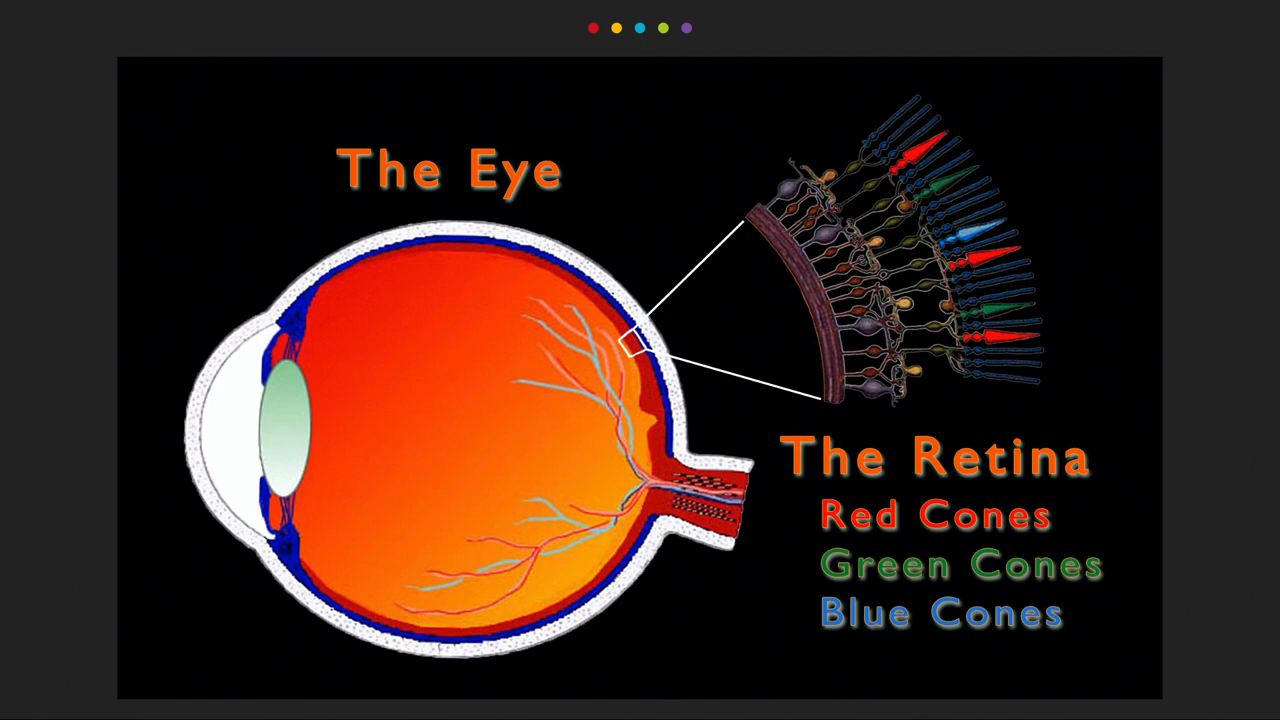 The Eye
The Retina
Red Cones
Green Cones
Blue Cones